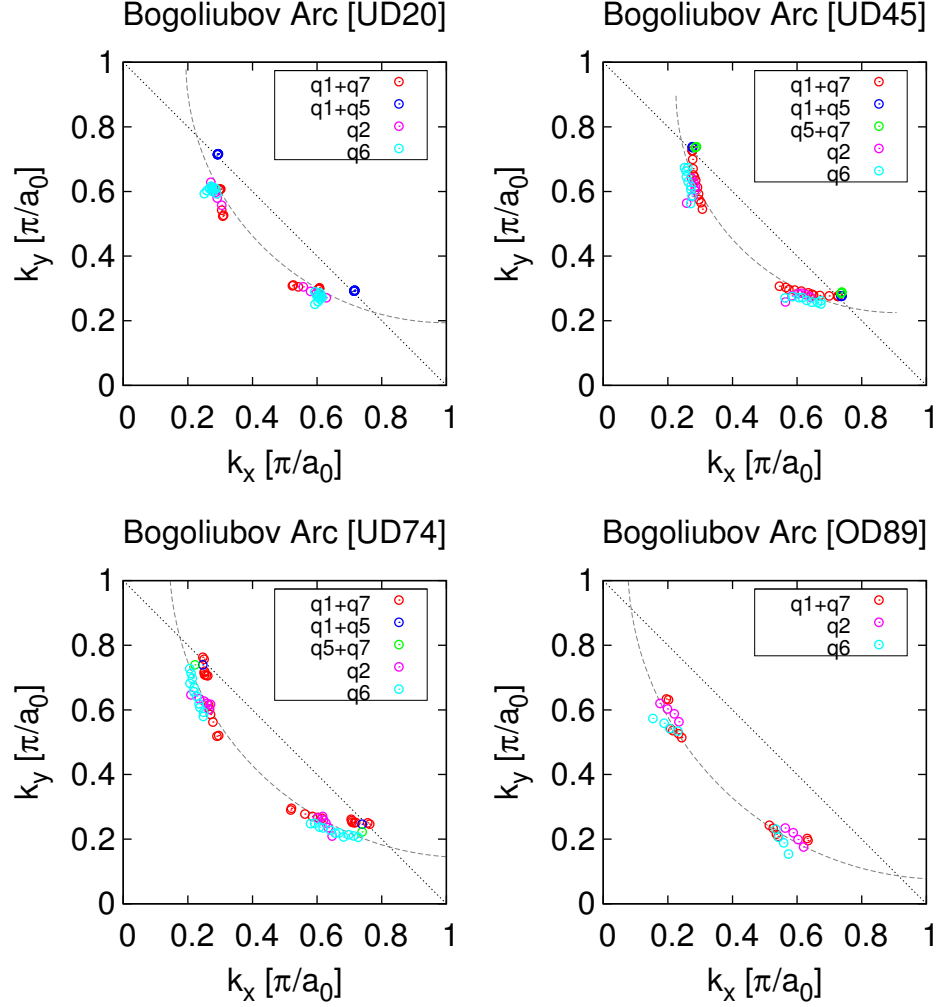 Bogoliubov Arc [UD20]
1
0.8
0.6
0.4
0.2
0
0 0.2 0.4 0.6 0.8 1
k_y [π/a_0]
k_x [π/a_0]
q1+q7
q1+q5
q2
q6
Bogoliubov Arc [UD45]
1
0.8
0.6
0.4
0.2
0
0 0.2 0.4 0.6 0.8 1
k_y [π/a_0]
k_x [π/a_0]
q1+q7
q1+q5
q5+q7
q2
q6
Bogoliubov Arc [UD74]
1
0.8
0.6
0.4
0.2
0
0 0.2 0.4 0.6 0.8 1
k_y [π/a_0]
k_x [π/a_0]
q1+q7
q1+q5
q5+q7
q2
q6
Bogoliubov Arc [OD89]
1
0.8
0.6
0.4
0.2
0
0 0.2 0.4 0.6 0.8 1
k_y [π/a_0]
k_x [π/a_0]
q1+q7
q2
q6